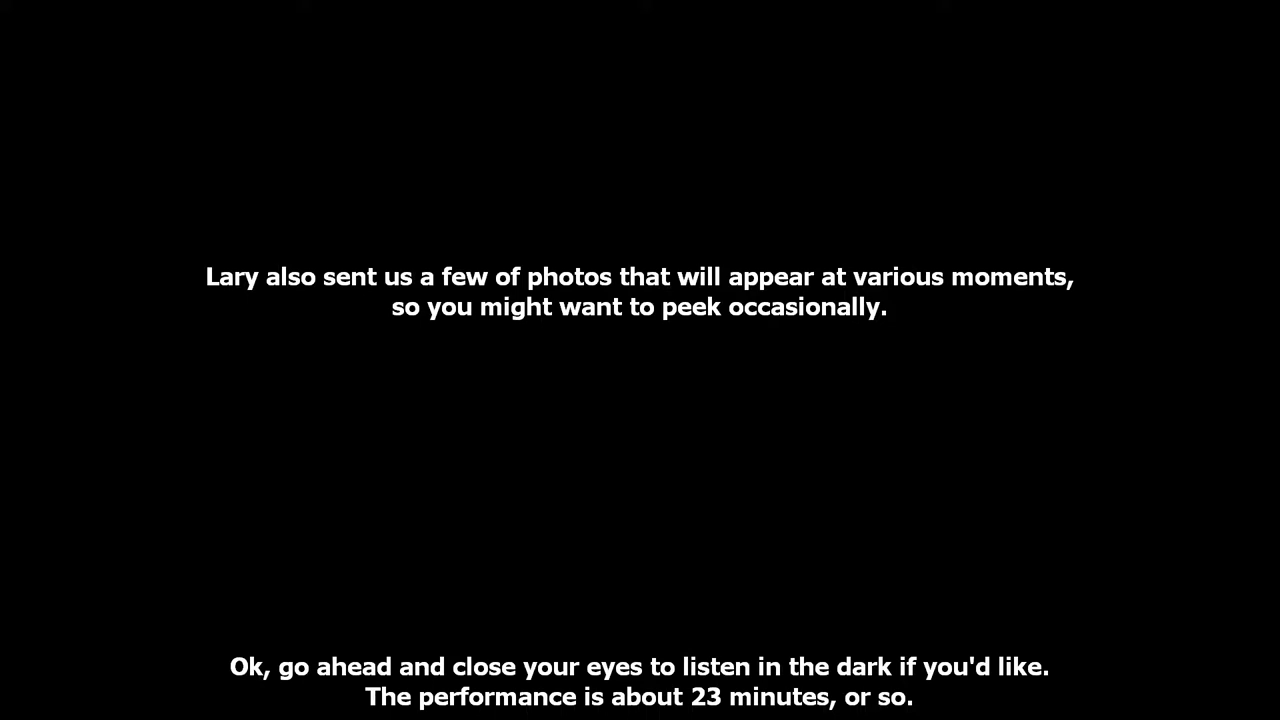 Lary also sent us a few of photos that will appear at various moments,
so you might want to peek occasionally.
Ok, go ahead and close your eyes to listen in the dark if you'd like.
The performance is about 23 minutes, or so.